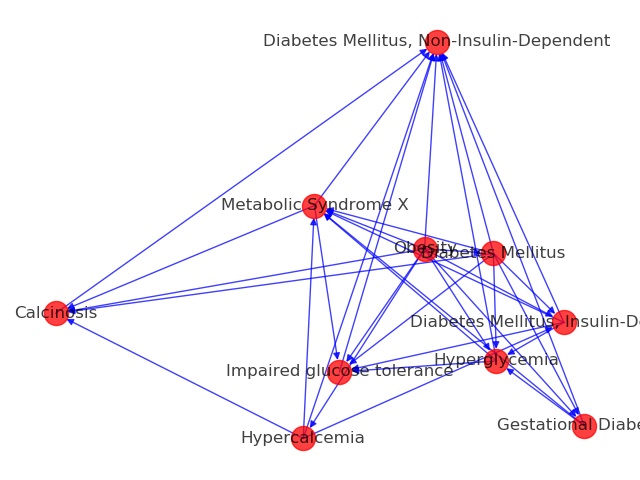 Diabetes Mellitus, Non-Insulin-Dependent
Metabolic Syndrome X
Obesity
Diabetes Mellitus
Calcinosis
Diabetes Mellitus, Insulin-De
Hyperglycemia
Impaired glucose tolerance
Gestational Diabe
Hypercalcemia